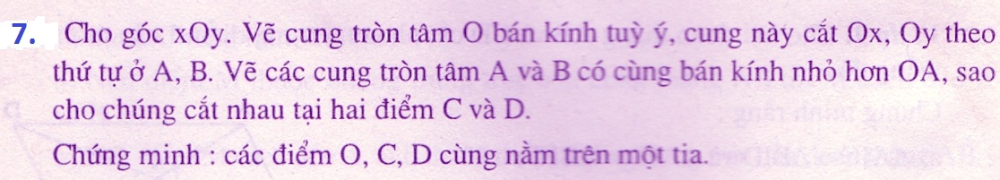 7. Cho góc xOy. Vẽ cung tròn tâm O bán kính tuỳ ý, cung này cắt Ox, Oy theo
thứ tự ở A, B. Vẽ các cung tròn tâm A và B có cùng bán kính nhỏ hơn OA, sao
cho chúng cắt nhau tại hai điểm C và D.
Chứng minh : các điểm O, C, D cùng nằm trên một tia.